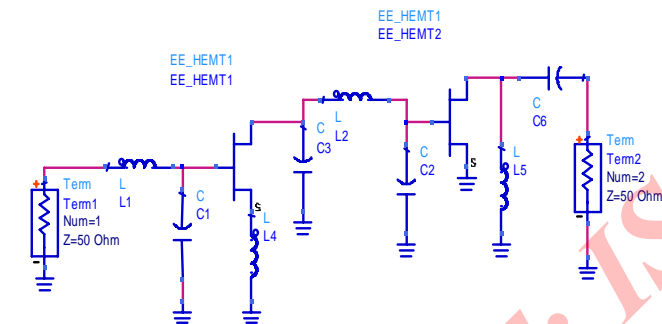 EE_HEMT1
EE_HEMT2
EE_HEMT1
EE_HEMT1
L
L2
C
C6
C
C3
C
C2
L
L5
Term
Term2
Num=2
Z=50 Ohm
Term
Term1
Num=1
Z=50 Ohm
L
L1
C
C1
S
L
L4
S